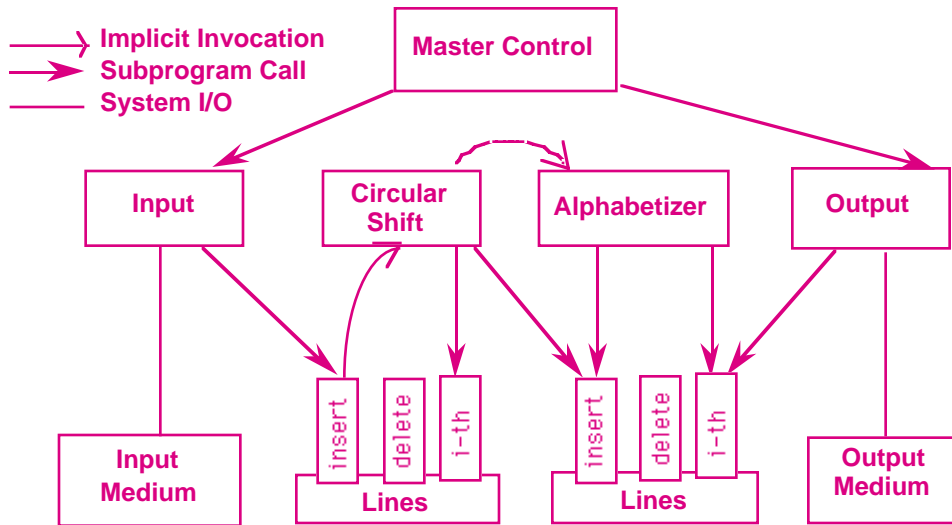 Implicit Invocation
Subprogram Call
System I/O
Master Control
Input
Circular
Shift
Alphabetizer
Output
insert
delete
i-th
insert
delete
i-th
Input
Medium
Lines
Lines
Output
Medium